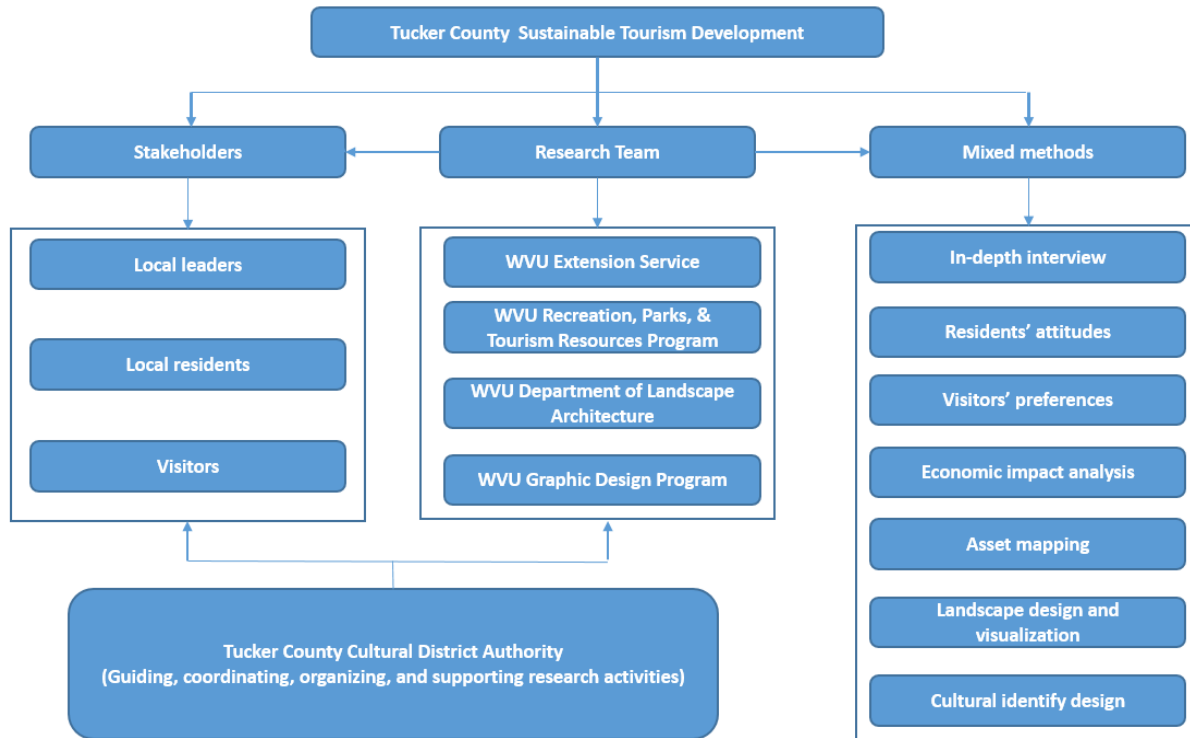 Tucker County  Sustainable Tourism Development
Stakeholders
Research Team
Mixed methods
Local leaders
Local residents
Visitors
WVU Extension Service
WVU Recreation, Parks, &
Tourism Resources Program
WVU Department of Landscape
Architecture
WVU Graphic Design Program
In-depth interview
Residents’ attitudes
Visitors’ preferences
Economic impact analysis
Asset mapping
Landscape design and
visualization
Cultural identify design
Tucker County Cultural District Authority
(Guiding, coordinating, organizing, and supporting research activities)